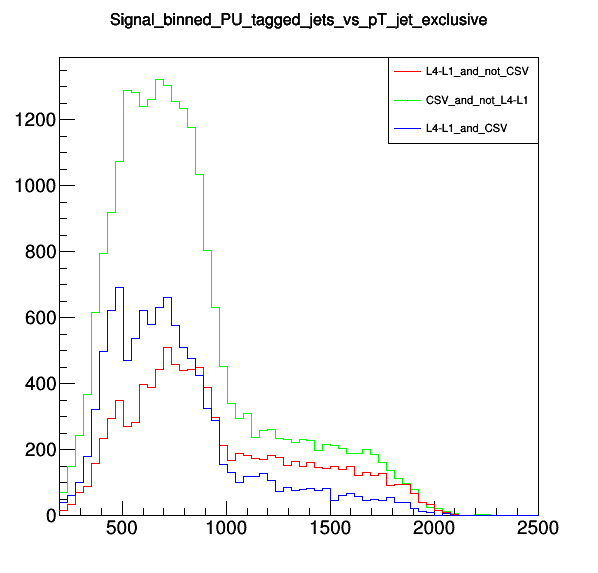 Signal_binned_PU_tagged_jets_vs_pT_jet_exclusive
L4-L1_and_not_CSV
CSV_and_not_L4-L1
L4-L1_and_CSV
1200
1000
800
600
400
200
0
500 1000 1500 2000 2500